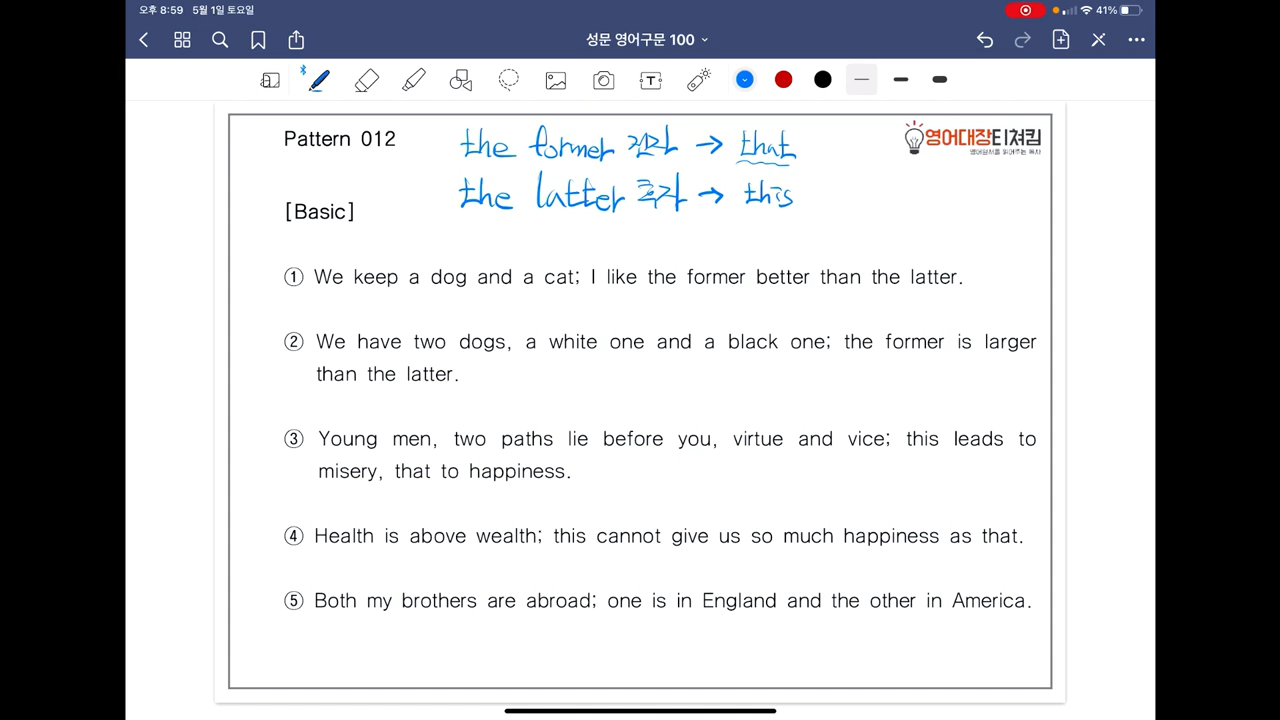 오후 8:59 5월 1일 토요일
41%
성문 영어구문 100
Pattern 012
the former 전자 → that
the latter 후자 → this
영어대장티쳐킴
[Basic]
① We keep a dog and a cat; I like the former better than the latter.
② We have two dogs, a white one and a black one; the former is larger
than the latter.
③ Young men, two paths lie before you, virtue and vice; this leads to
misery, that to happiness.
④ Health is above wealth; this cannot give us so much happiness as that.
⑤ Both my brothers are abroad; one is in England and the other in America.